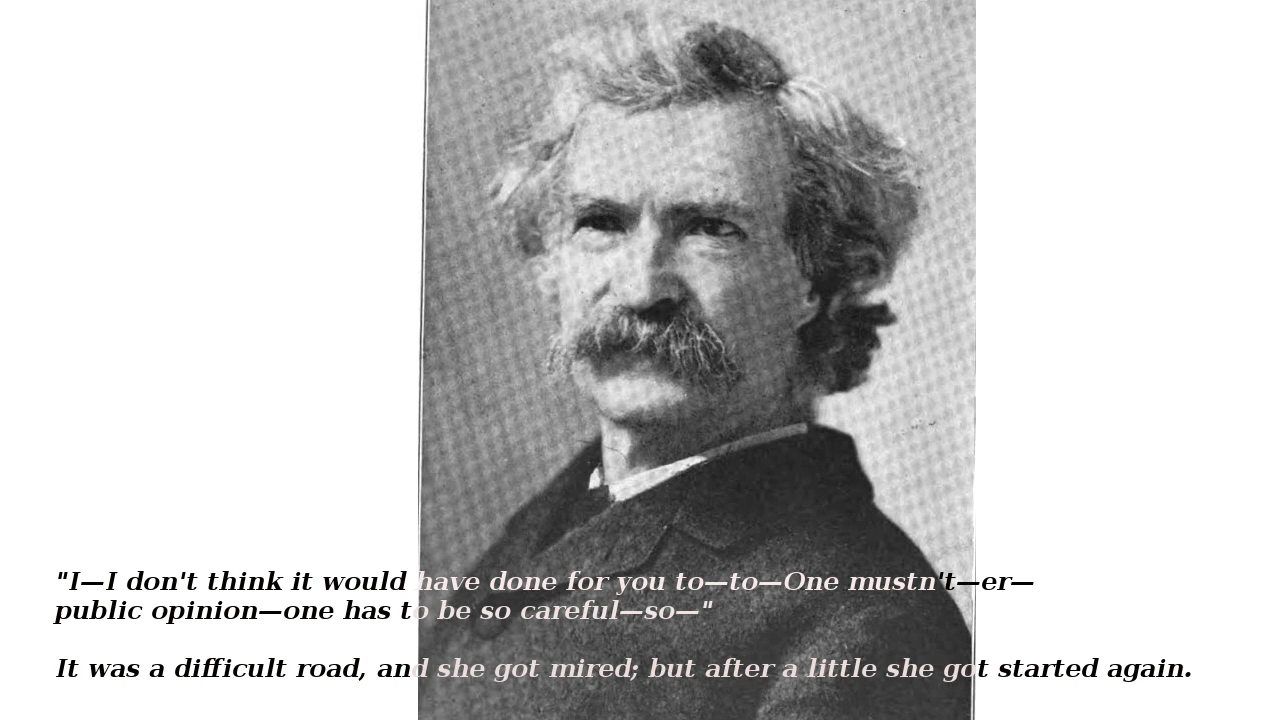 "I—I don't think it would have done for you to—to—One mustn't—er—
public opinion—one has to be so careful—so—"
It was a difficult road, and she got mired; but after a little she got started again.